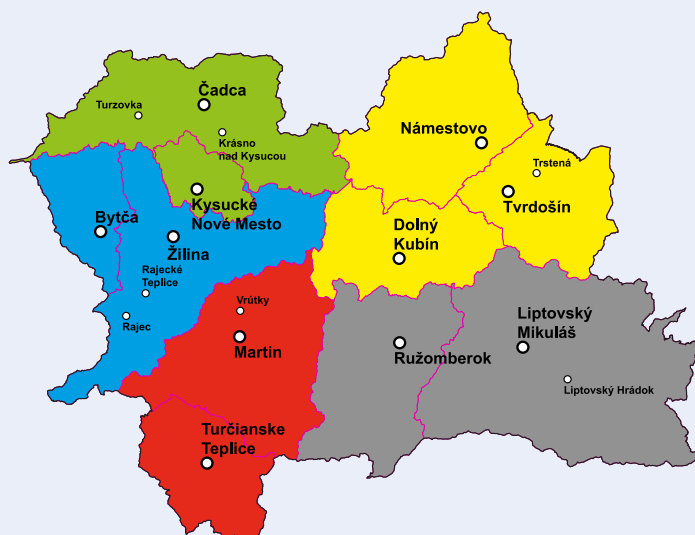 Čadca
Turzovka
Krásno
nad Kysucou
Námestovo
Trstená
Tvrdošín
Kysucké
Nové Mesto
Bytča
Žilina
Dolný
Kubín
Rajecké
Teplice
Rajec
Vrútky
Martin
Ružomberok
Liptovský
Mikuláš
Liptovský Hrádok
Turčianske
Teplice